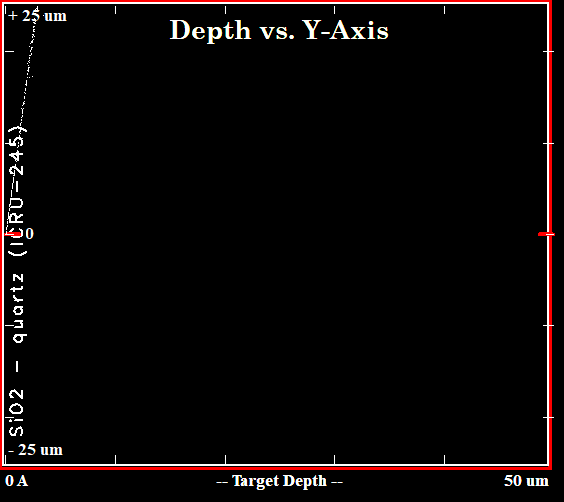 + 25 um
Depth vs. Y-Axis
SiO2 - quartz (ICRU-245)
0
- 25 um
0 A
-- Target Depth --
50 um